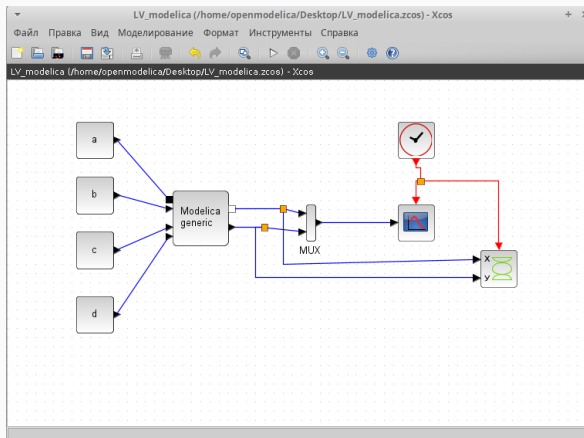 LV_modelica (/home/openmodelica/Desktop/LV_modelica.zcos) - Xcos
Файл Правка Вид Моделирование Формат Инструменты Справка
LV_modelica (/home/openmodelica/Desktop/LV_modelica.zcos) - Xcos
a
b
Modelica
generic
MUX
c
X
У
d